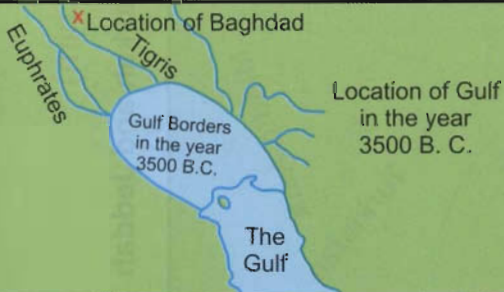 X Location of Baghdad
Euphrates
Tigris
Location of Gulf
in the year
3500 B. C.
Gulf Borders
in the year
3500 B.C.
The
Gulf